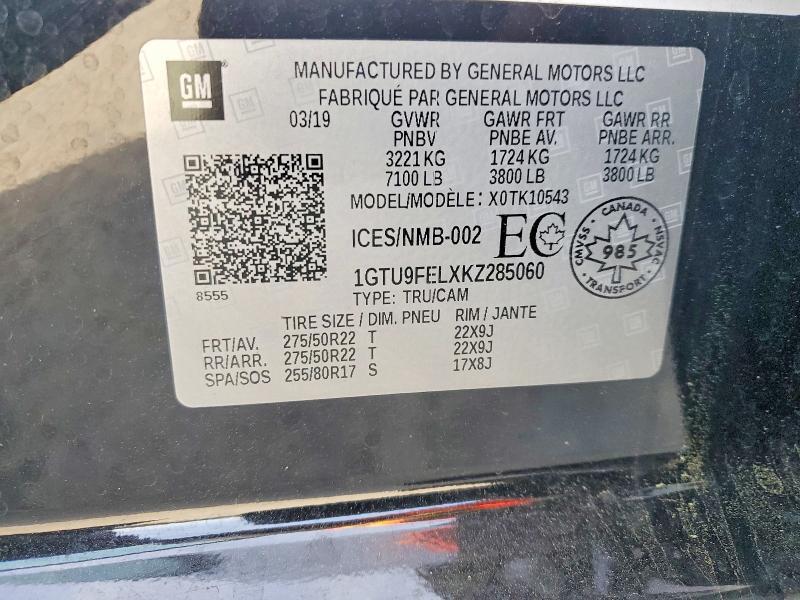 GM
MANUFACTURED BY GENERAL MOTORS LLC
FABRIQUÉ PAR GENERAL MOTORS LLC
03/19 GVWR GAWR FRT GAWR RR
PNBV PNBE AV. PNBE ARR.
3221 KG 1724 KG 1724 KG
7100 LB 3800 LB 3800 LB
MODEL/MODÈLE: X0TK10543
ICES/NMB-002 EC
CANADA
CMVSS 985 NSVAC
TRANSPORT
1GTU9FELXKZ285060
8555
TYPE: TRU/CAM
TIRE SIZE / DIM. PNEU RIM / JANTE
FRT/AV. 275/50R22 T 22X9J
RR/ARR. 275/50R22 T 22X9J
SPA/SOS 255/80R17 S 17X8J